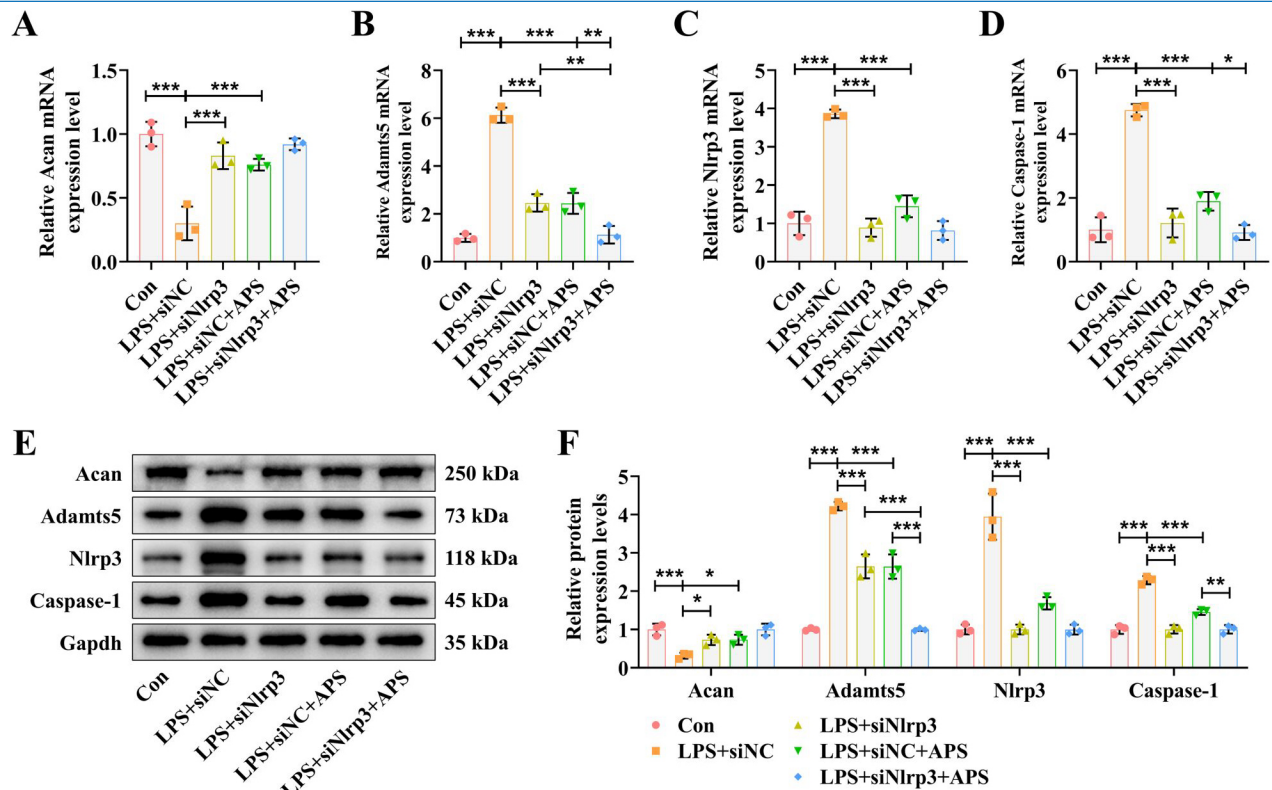 A
Relative Acan mRNA
expression level
1.5
1.0
0.5
0.0
***
***
***
Con
LPS+siNC
LPS+siNlrp3
LPS+siNC+APS
LPS+siNlrp3+APS
B
Relative Adamts5 mRNA
expression level
8
6
4
2
0
***
***
**
**
***
Con
LPS+siNC
LPS+siNlrp3
LPS+siNC+APS
LPS+siNlrp3+APS
C
Relative Nlrp3 mRNA
expression level
5
4
3
2
1
0
***
***
***
Con
LPS+siNC
LPS+siNlrp3
LPS+siNC+APS
LPS+siNlrp3+APS
D
Relative Caspase-1 mRNA
expression level
6
4
2
0
***
***
*
***
Con
LPS+siNC
LPS+siNlrp3
LPS+siNC+APS
LPS+siNlrp3+APS
E
Acan 250 kDa
Adamts5 73 kDa
Nlrp3 118 kDa
Caspase-1 45 kDa
Gapdh 35 kDa
Con
LPS+siNC
LPS+siNlrp3
LPS+siNC+APS
LPS+siNlrp3+APS
F
Relative protein
expression levels
5
4
3
2
1
0
***
*
*
***
***
***
***
***
***
***
***
***
***
***
**
Acan
Adamts5
Nlrp3
Caspase-1
Con
LPS+siNC
LPS+siNlrp3
LPS+siNC+APS
LPS+siNlrp3+APS